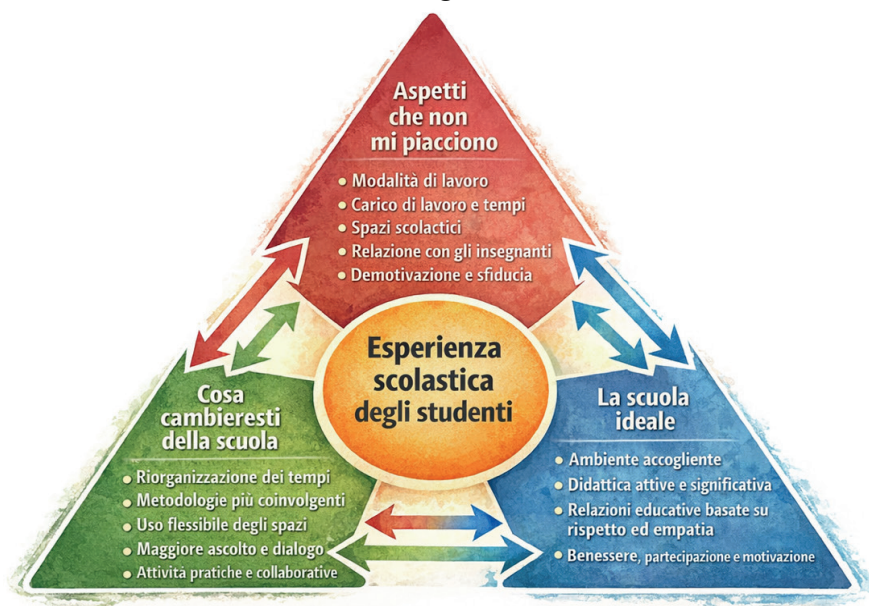 Aspetti
che non
mi piacciono
Modalità di lavoro
Carico di lavoro e tempi
Spazi scolactici
Relazione con gli insegnanti
Demotivazione e sfiducia
Esperienza
scolastica
degli studenti
Cosa
cambieresti
della scuola
Riorganizzazione dei tempi
Metodologie più coinvolgenti
Uso flessibile degli spazi
Maggiore ascolto e dialogo
Attività pratiche e collaborative
La scuola
ideale
Ambiente accogliente
Didattica attive e significativa
Relazioni educative basate su
rispetto ed empatia
Benessere, partecipazione e motivazione